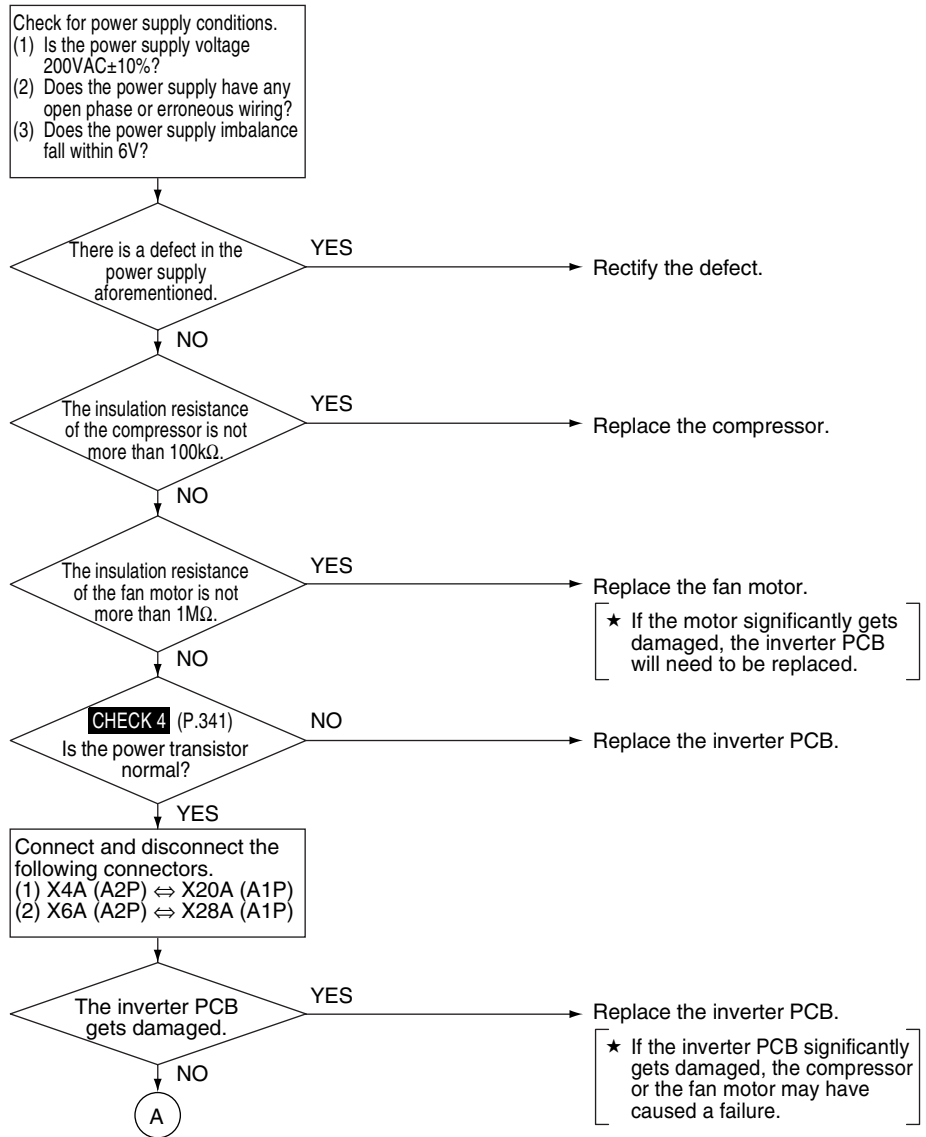 Check for power supply conditions.
(1) Is the power supply voltage
200VAC±10%?
(2) Does the power supply have any
open phase or erroneous wiring?
(3) Does the power supply imbalance
fall within 6V?
There is a defect in the
power supply
aforementioned.
YES
Rectify the defect.
NO
The insulation resistance
of the compressor is not
more than 100kΩ.
YES
Replace the compressor.
NO
The insulation resistance
of the fan motor is not
more than 1MΩ.
YES
Replace the fan motor.
★ If the motor significantly gets
damaged, the inverter PCB
will need to be replaced.
NO
CHECK 4 (P.341)
Is the power transistor
normal?
NO
Replace the inverter PCB.
YES
Connect and disconnect the
following connectors.
(1) X4A (A2P) ⇔ X20A (A1P)
(2) X6A (A2P) ⇔ X28A (A1P)
The inverter PCB
gets damaged.
YES
Replace the inverter PCB.
★ If the inverter PCB significantly
gets damaged, the compressor
or the fan motor may have
caused a failure.
NO
A